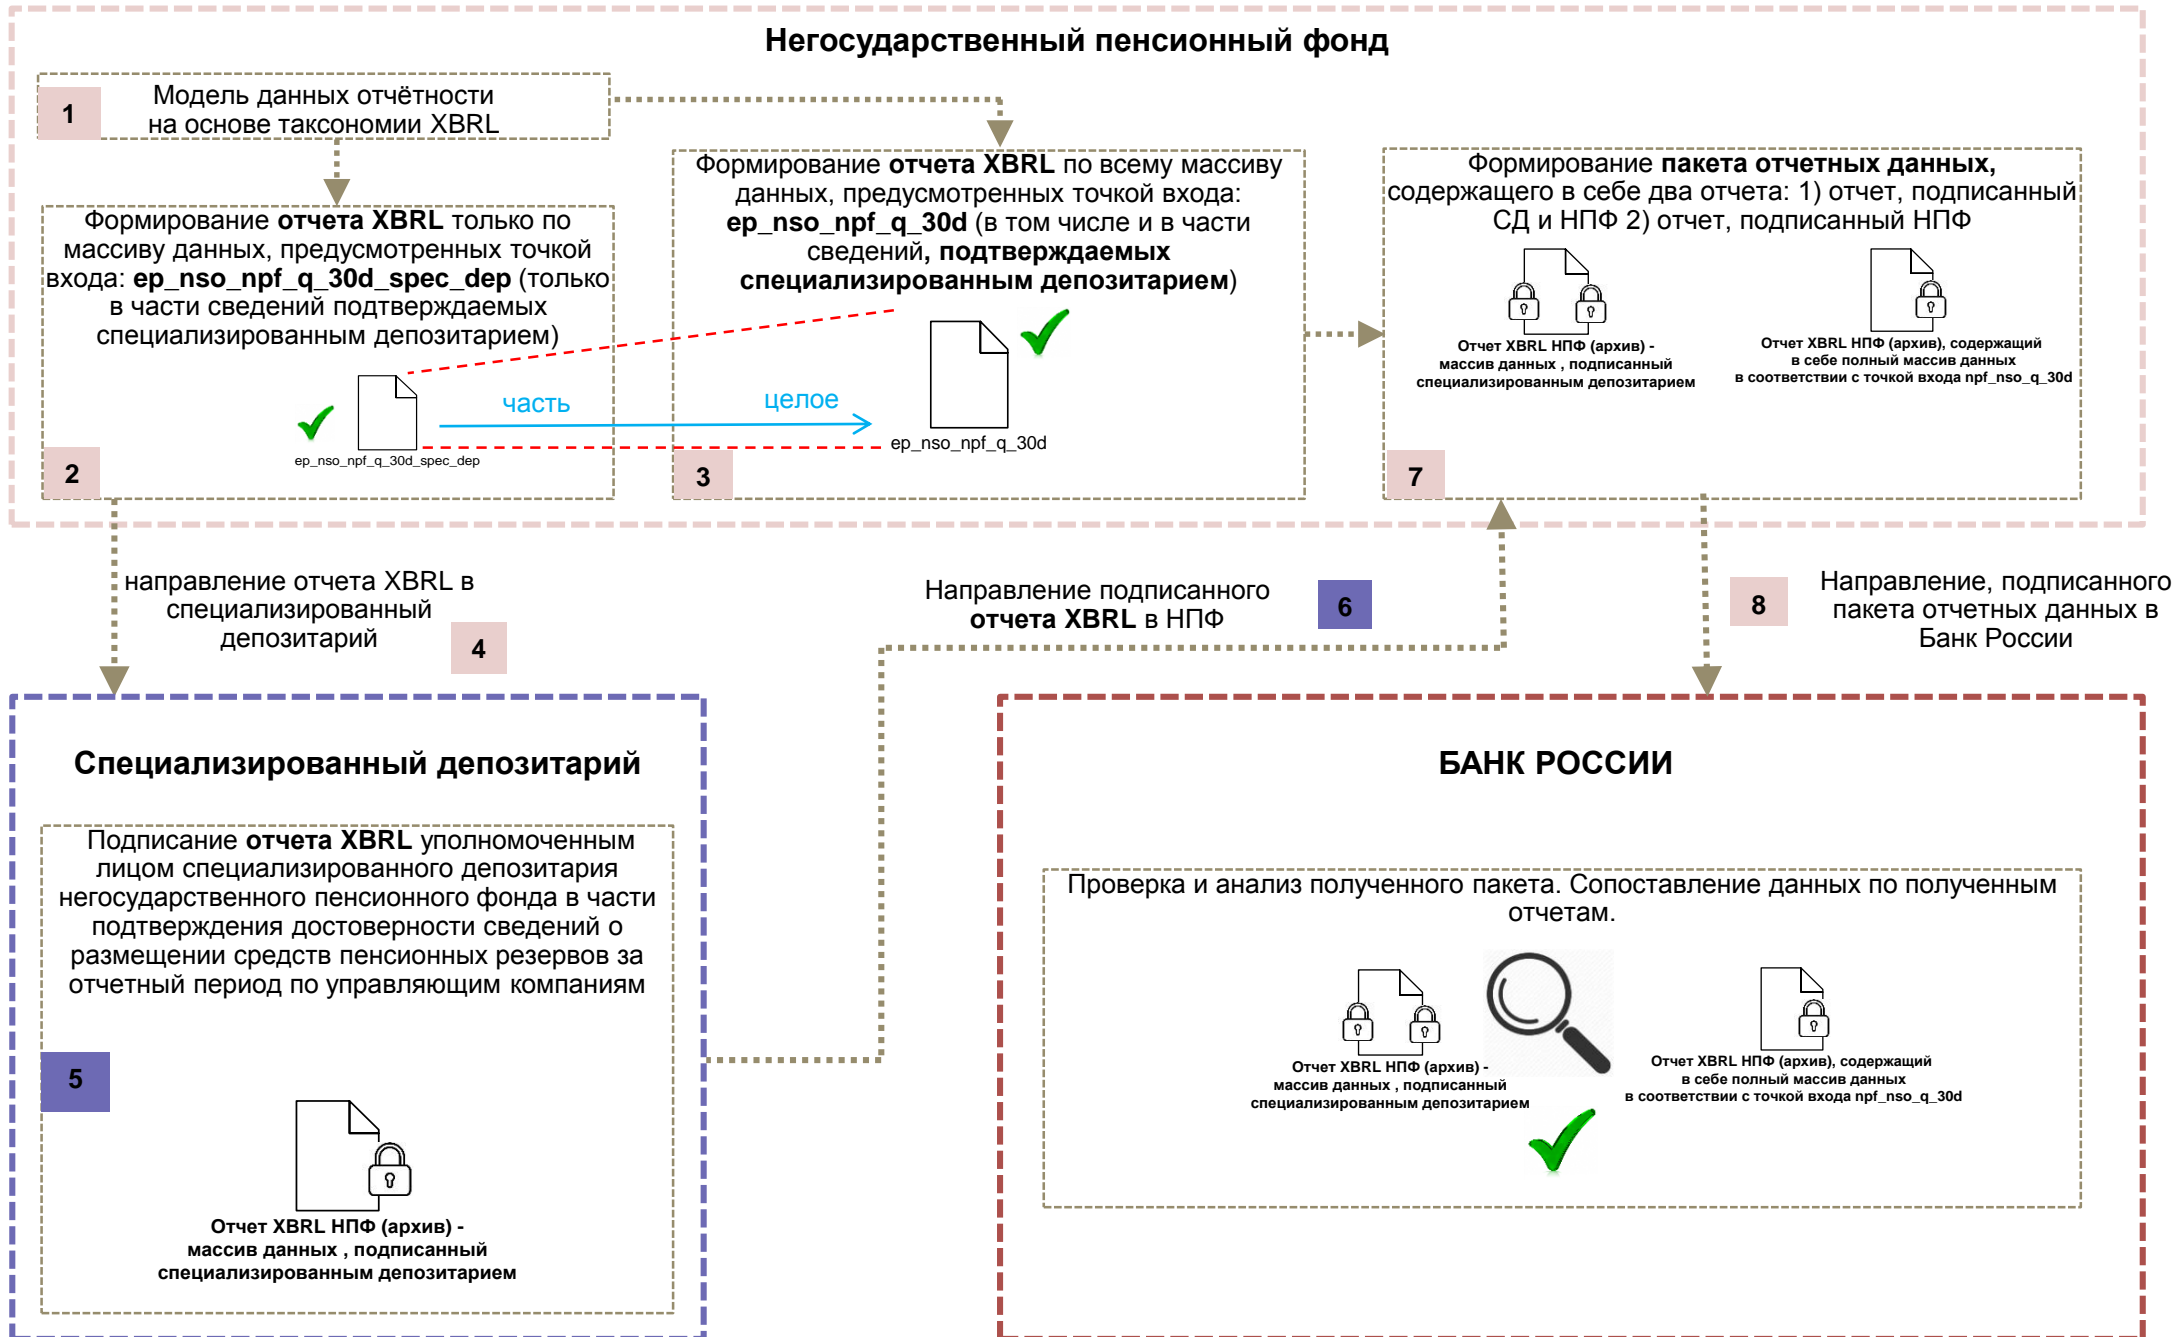 Негосударственный пенсионный фонд
1
Модель данных отчётности
на основе таксономии XBRL
Формирование отчета XBRL только по
массиву данных, предусмотренных точкой
входа: ep_nso_npf_q_30d_spec_dep (только
в части сведений подтверждаемых
специализированным депозитарием)
ep_nso_npf_q_30d_spec_dep
2
часть
целое
Формирование отчета XBRL по всему массиву
данных, предусмотренных точкой входа:
ep_nso_npf_q_30d (в том числе и в части
сведений, подтверждаемых
специализированным депозитарием)
ep_nso_npf_q_30d
3
Формирование пакета отчетных данных,
содержащего в себе два отчета: 1) отчет, подписанный
СД и НПФ 2) отчет, подписанный НПФ
Отчет XBRL НПФ (архив) -
массив данных , подписанный
специализированным депозитарием
Отчет XBRL НПФ (архив), содержащий
в себе полный массив данных
в соответствии с точкой входа npf_nso_q_30d
7
направление отчета XBRL в
специализированный
депозитарий
4
Направление подписанного
отчета XBRL в НПФ
6
8
Направление, подписанного
пакета отчетных данных в
Банк России
Специализированный депозитарий
Подписание отчета XBRL уполномоченным
лицом специализированного депозитария
негосударственного пенсионного фонда в части
подтверждения достоверности сведений о
размещении средств пенсионных резервов за
отчетный период по управляющим компаниям
5
Отчет XBRL НПФ (архив) -
массив данных , подписанный
специализированным депозитарием
БАНК РОССИИ
Проверка и анализ полученного пакета. Сопоставление данных по полученным
отчетам.
Отчет XBRL НПФ (архив) -
массив данных , подписанный
специализированным депозитарием
Отчет XBRL НПФ (архив), содержащий
в себе полный массив данных
в соответствии с точкой входа npf_nso_q_30d